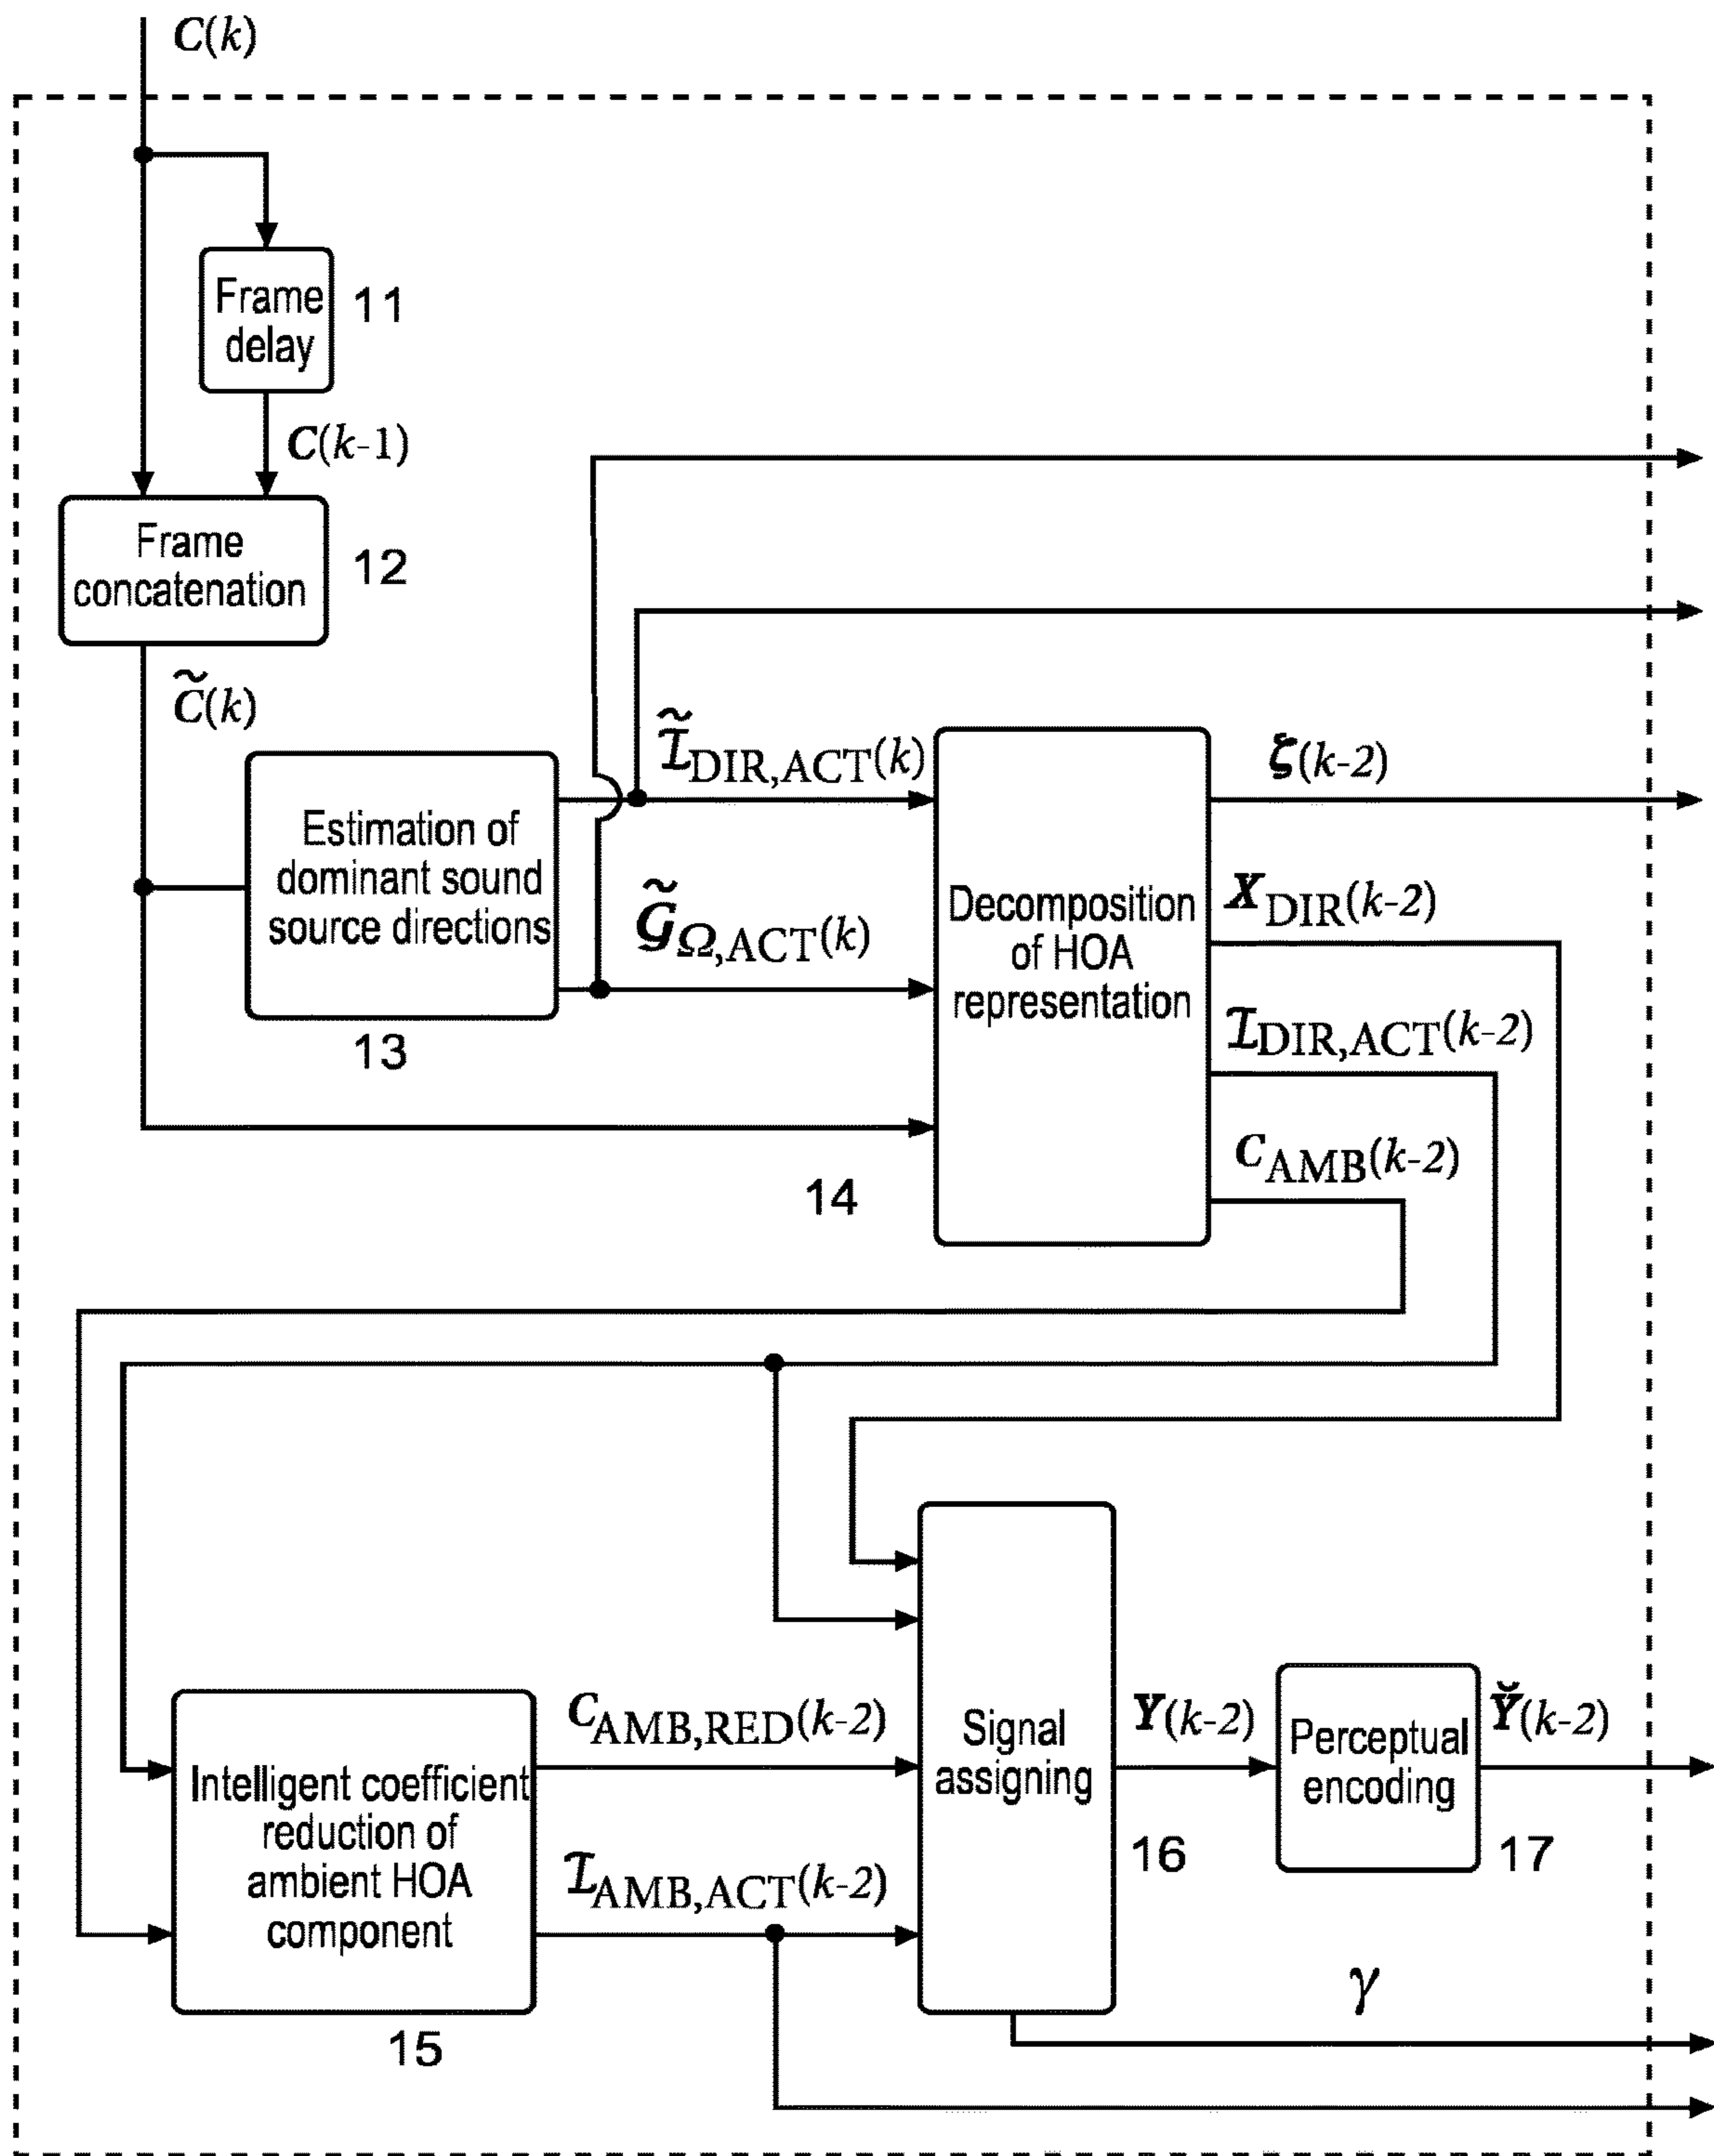 C(k)
Frame
delay
11
C(k-1)
Frame
concatenation
12
C̃(k)
Estimation of
dominant sound
source directions
13
Ĩ_DIR,ACT(k)
G̃_Ω,ACT(k)
Decomposition
of HOA
representation
14
ζ(k-2)
X_DIR(k-2)
I_DIR,ACT(k-2)
C_AMB(k-2)
Intelligent coefficient
reduction of
ambient HOA
component
15
C_AMB,RED(k-2)
I_AMB,ACT(k-2)
Signal
assigning
16
Y(k-2)
Perceptual
encoding
17
Y̆(k-2)
γ